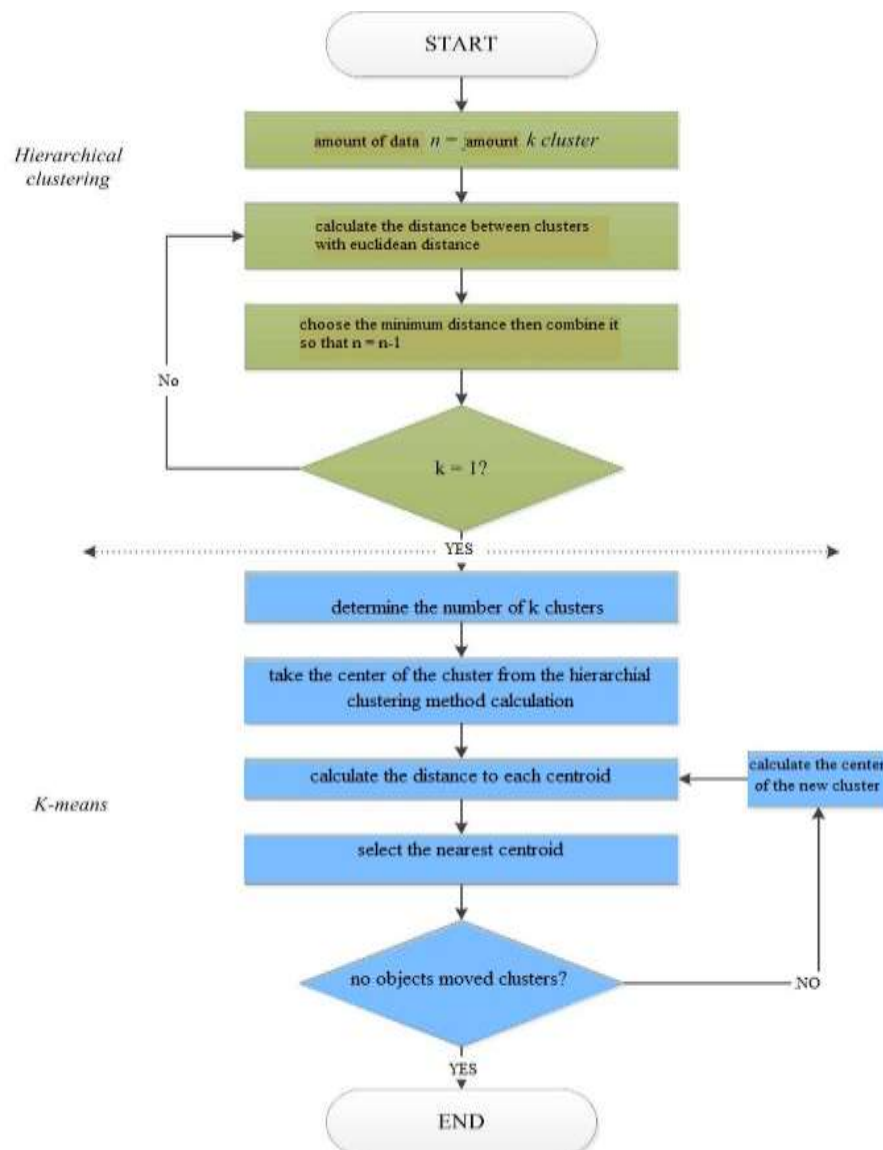 START
Hierarchical
clustering
amount of data n = amount k cluster
calculate the distance between clusters
with euclidean distance
choose the minimum distance then combine it
so that n = n-1
No
k = 1?
YES
determine the number of k clusters
take the center of the cluster from the hierarchial
clustering method calculation
calculate the distance to each centroid
calculate the center
of the new cluster
K-means
select the nearest centroid
no objects moved clusters?
NO
YES
END